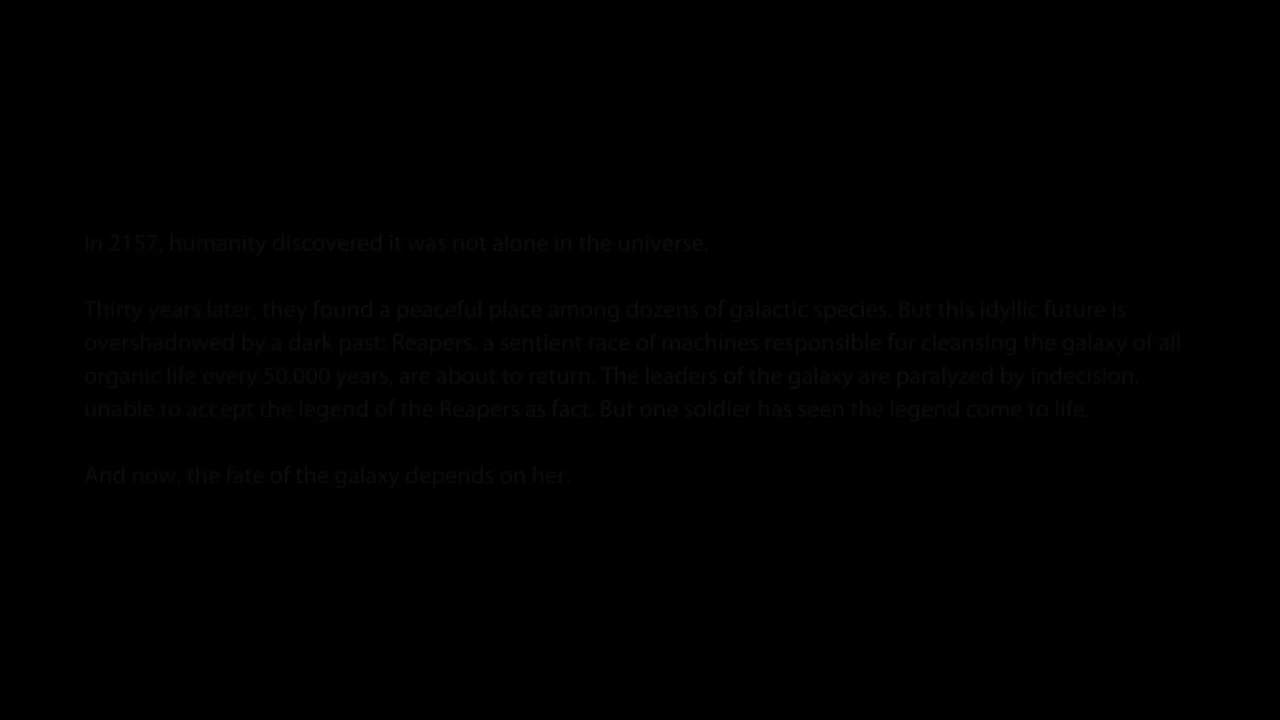 In 2157, humanity discovered it was not alone in the universe.
Thirty years later, they found a peaceful place among dozens of galactic species. But this idyllic future is
overshadowed by a dark past: Reapers, a sentient race of machines responsible for cleansing the galaxy of all
organic life every 50,000 years, are about to return. The leaders of the galaxy are paralyzed by indecision,
unable to accept the legend of the Reapers as fact. But one soldier has seen the legend come to life.
And now, the fate of the galaxy depends on her.